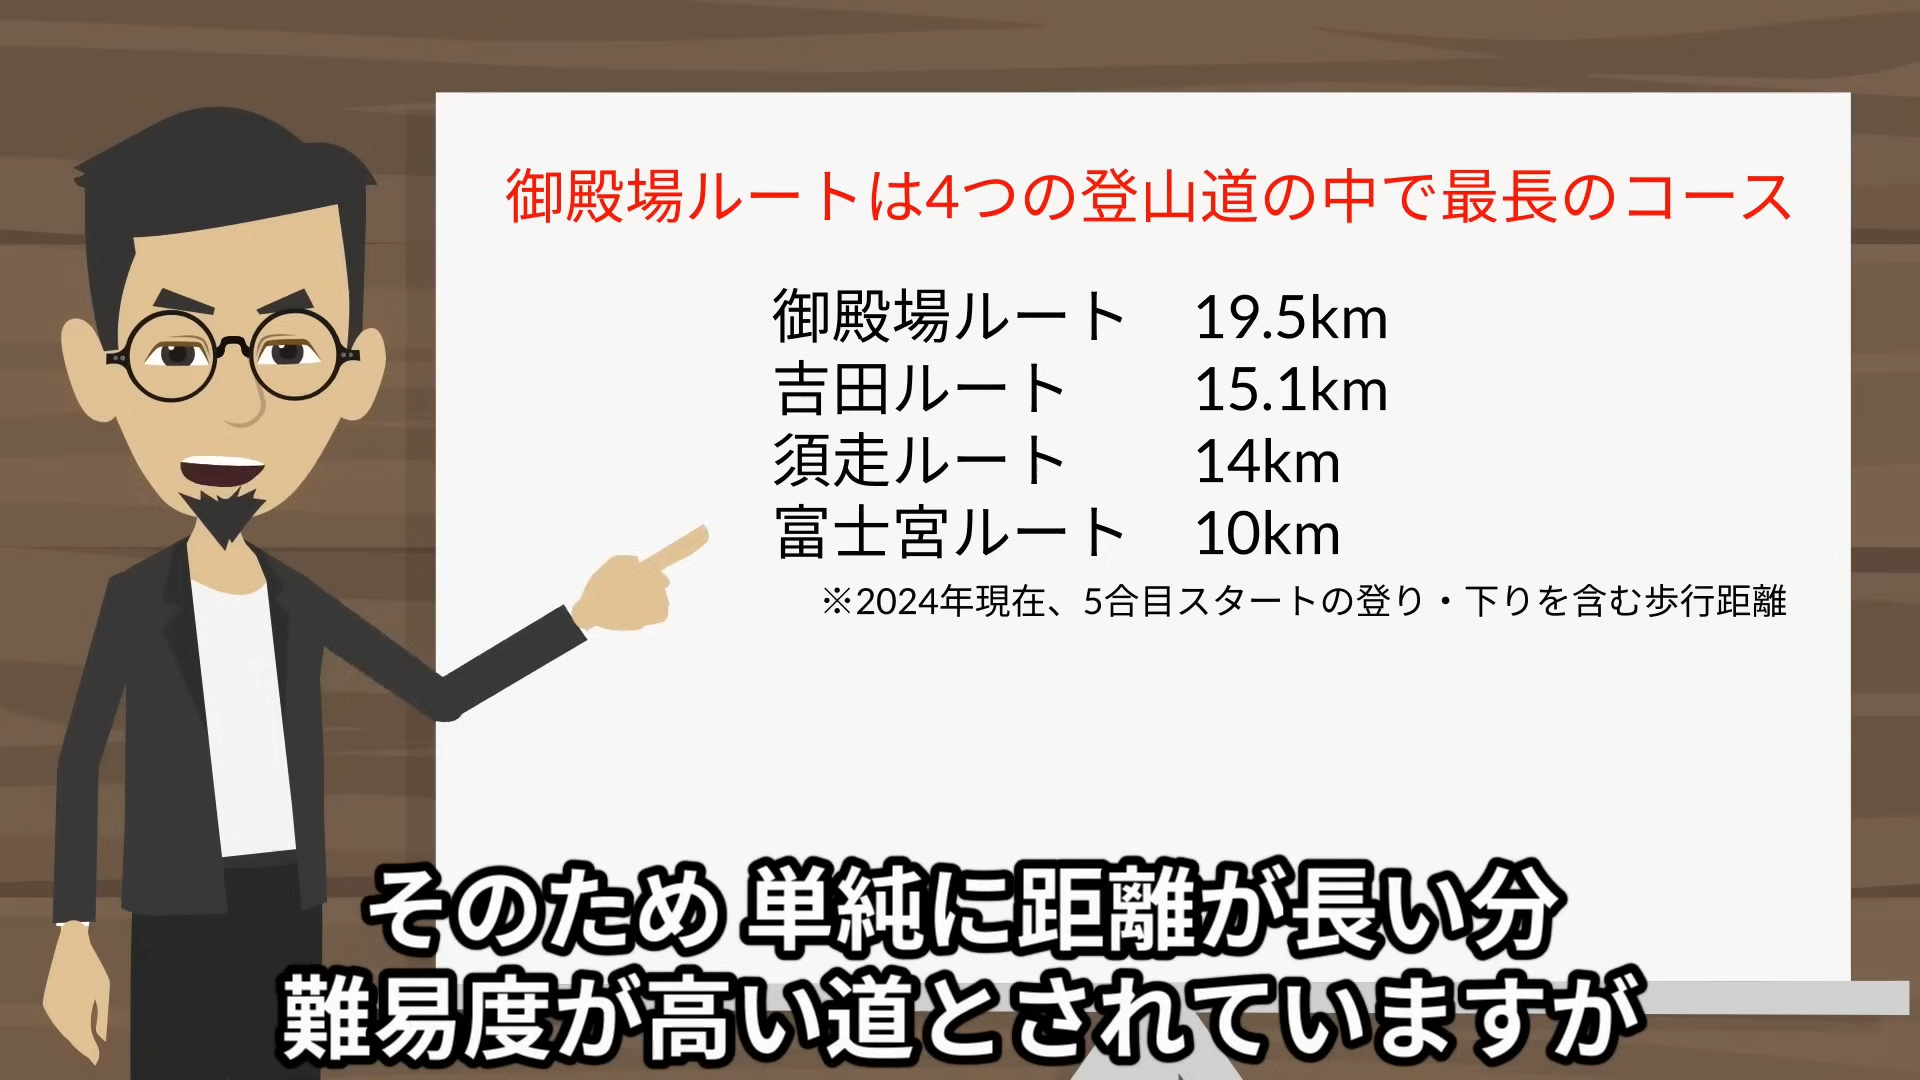 御殿場ルートは4つの登山道の中で最長のコース
御殿場ルート　19.5km
吉田ルート　　15.1km
須走ルート　　14km
富士宮ルート　10km
※2024年現在、5合目スタートの登り・下りを含む歩行距離
そのため 単純に距離が長い分
難易度が高い道とされていますが